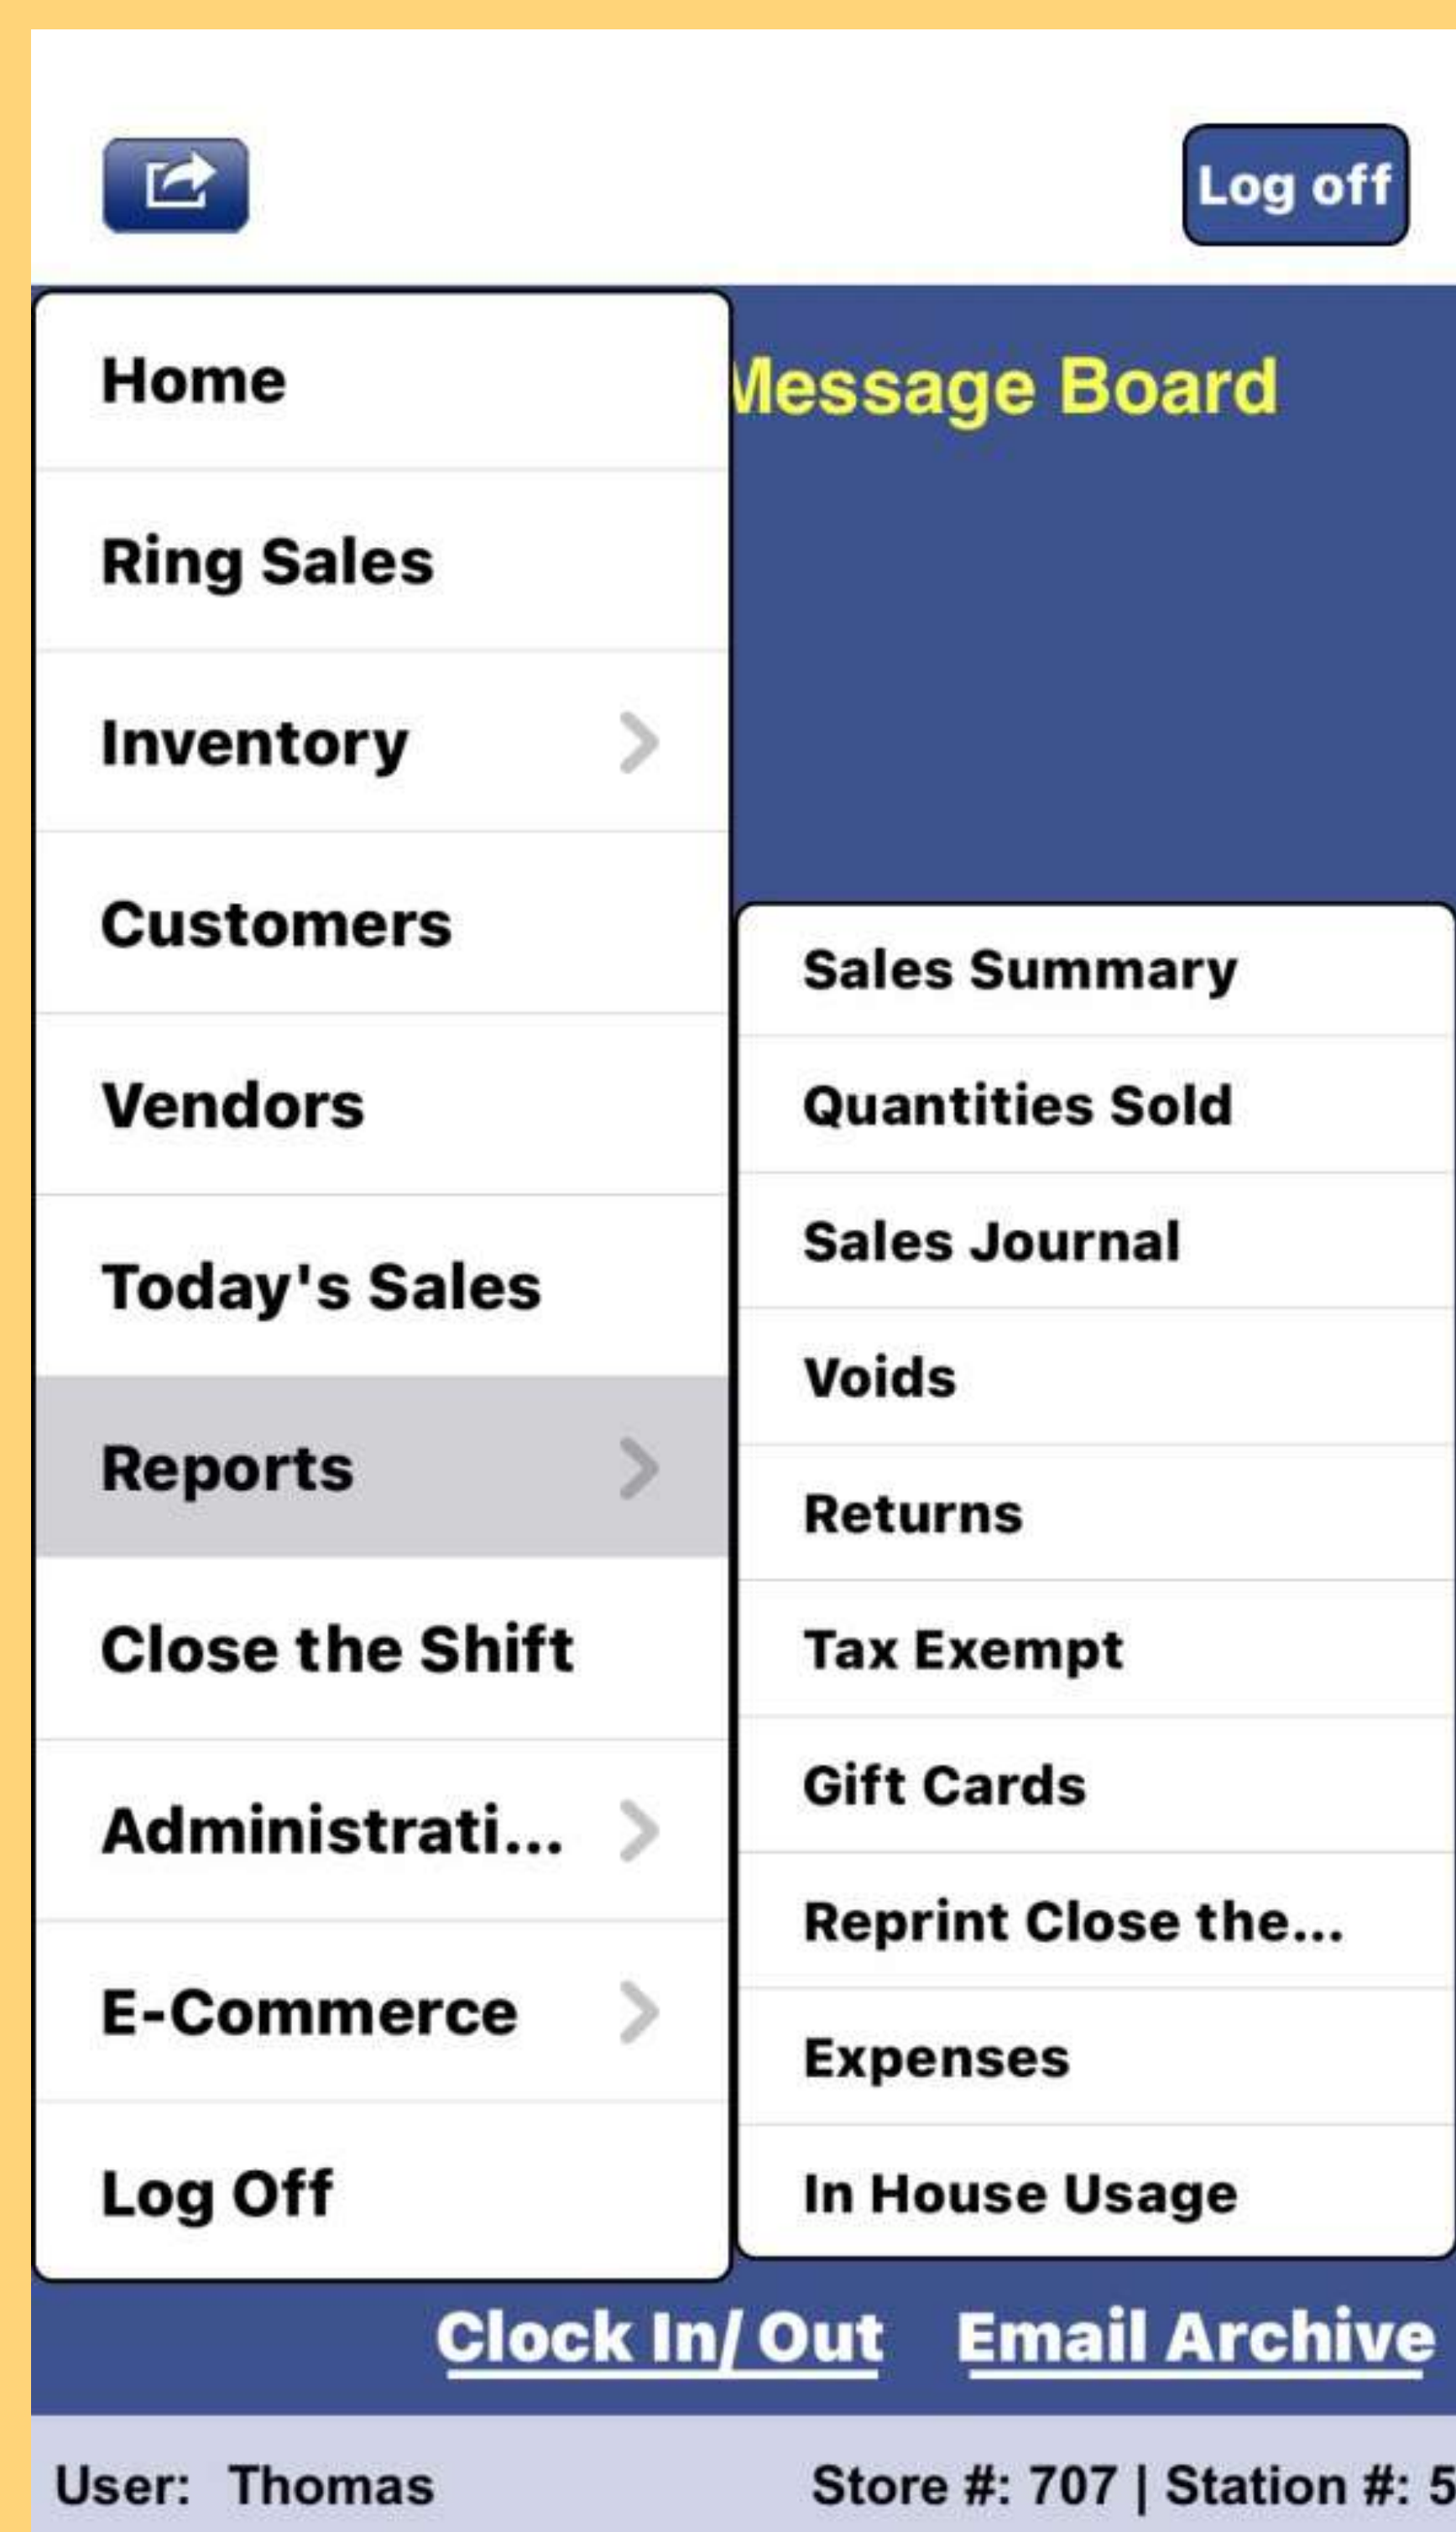 Log off
Message Board
Home
Ring Sales
Inventory
Customers
Vendors
Today's Sales
Reports
Close the Shift
Administrati...
E-Commerce
Log Off
Sales Summary
Quantities Sold
Sales Journal
Voids
Returns
Tax Exempt
Gift Cards
Reprint Close the...
Expenses
In House Usage
Clock In/ Out Email Archive
User: Thomas Store #: 707 | Station #: 5